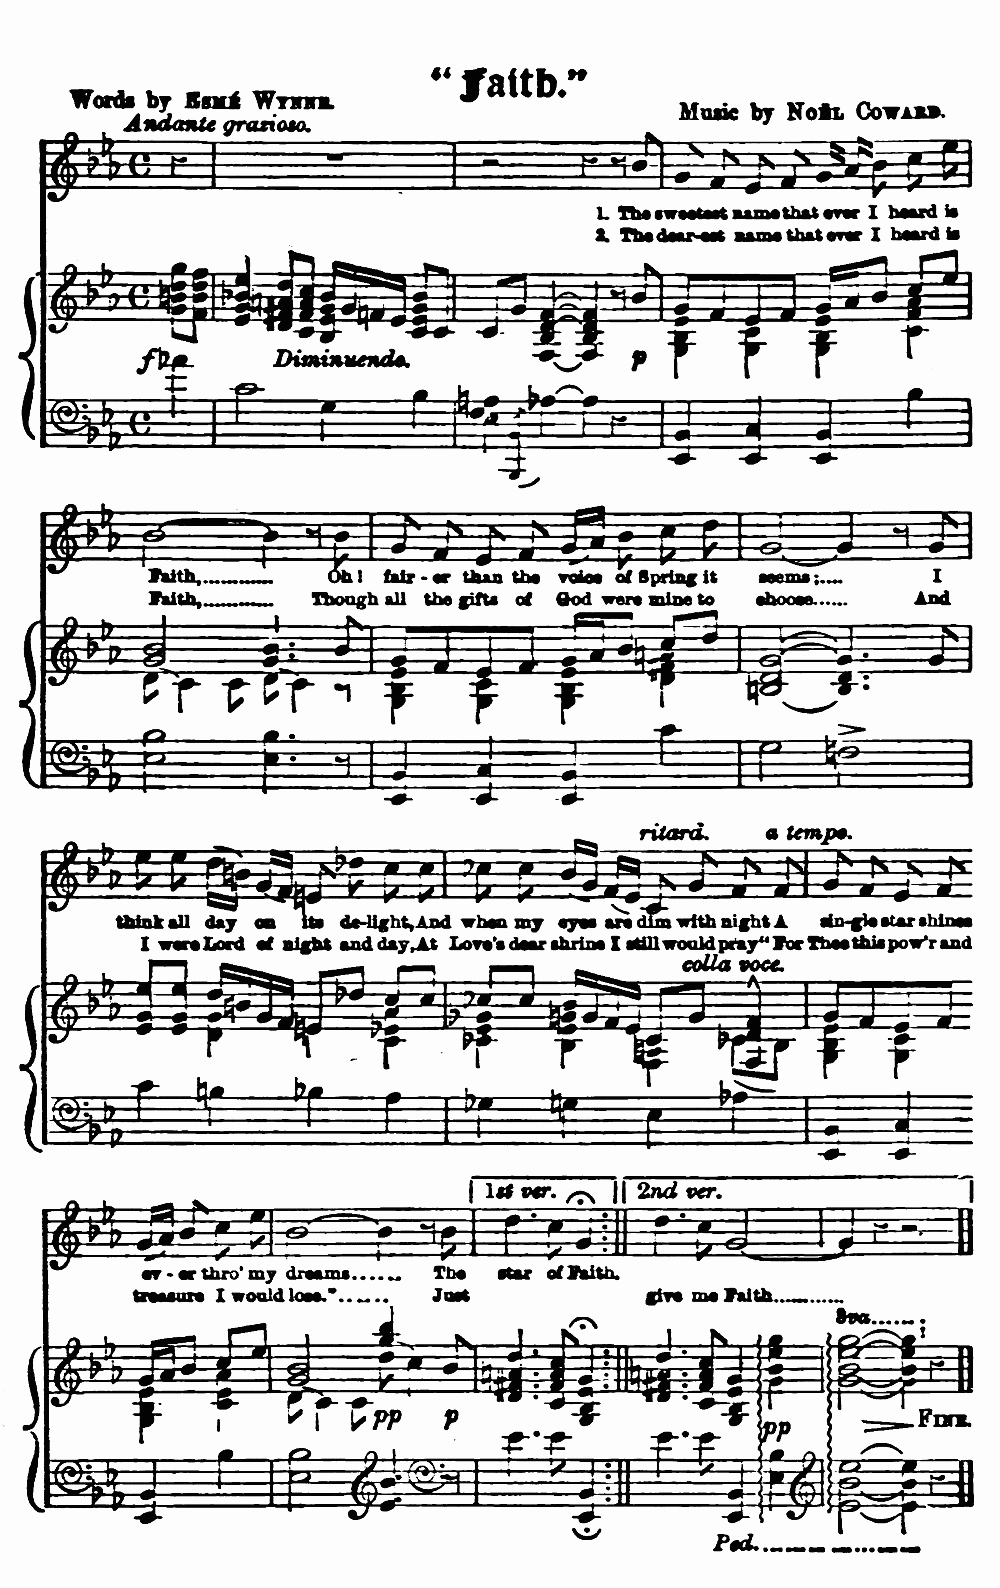 "Faith."
Words by Esmé Wynne.
Music by Noël Coward.
Andante grazioso.
1. The sweetest name that ever I heard is
2. The dear-est name that ever I heard is
f
Diminuendo.
p
Faith,............. Oh! fair-er than the voice of Spring it seems;.... I
Faith,............. Though all the gifts of God were mine to choose...... And
ritard. a tempo.
think all day on its de-light, And when my eyes are dim with night A sin-gle star shines
I were Lord of night and day, At Love's dear shrine I still would pray "For Thee this pow'r and
colla voce.
1st ver. 2nd ver.
ev-er thro' my dreams...... The star of Faith.
treasure I would lose."...... Just give me Faith............
8va.......
pp p pp Fine.
Ped.